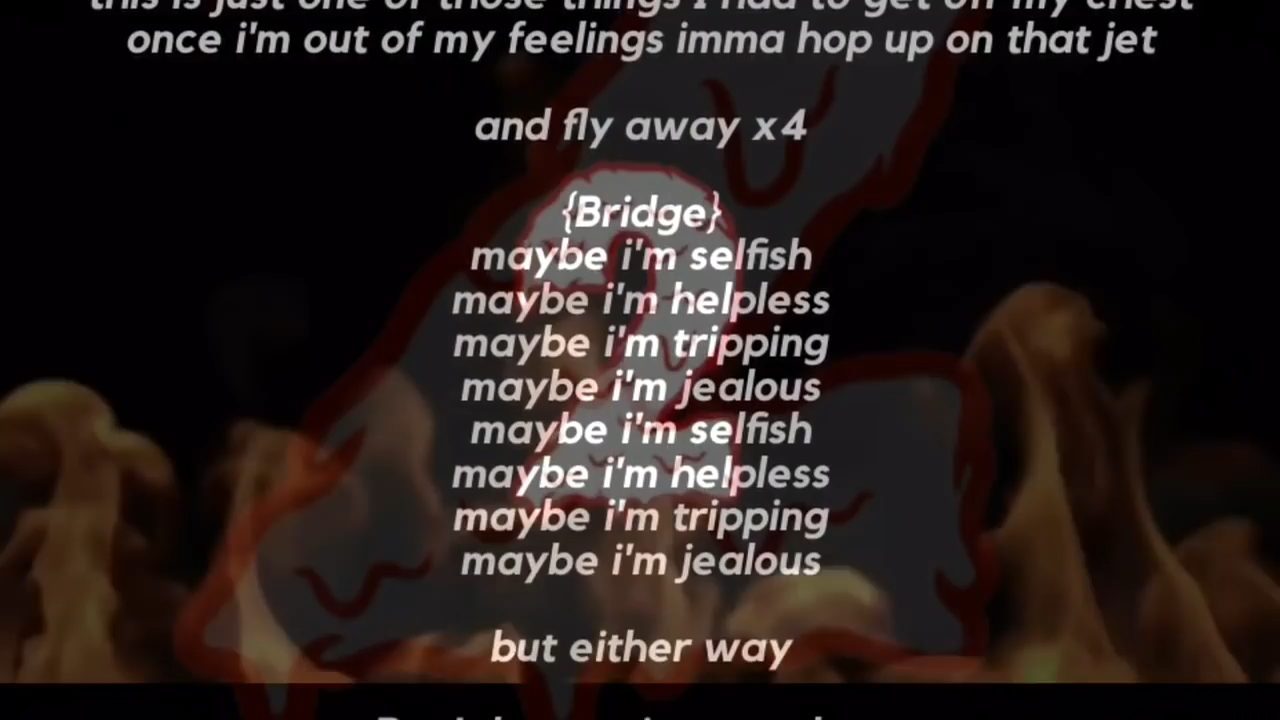 this is just one of those things I had to get off my chest
once i'm out of my feelings imma hop up on that jet
and fly away x4
{Bridge}
maybe i'm selfish
maybe i'm helpless
maybe i'm tripping
maybe i'm jealous
maybe i'm selfish
maybe i'm helpless
maybe i'm tripping
maybe i'm jealous
but either way